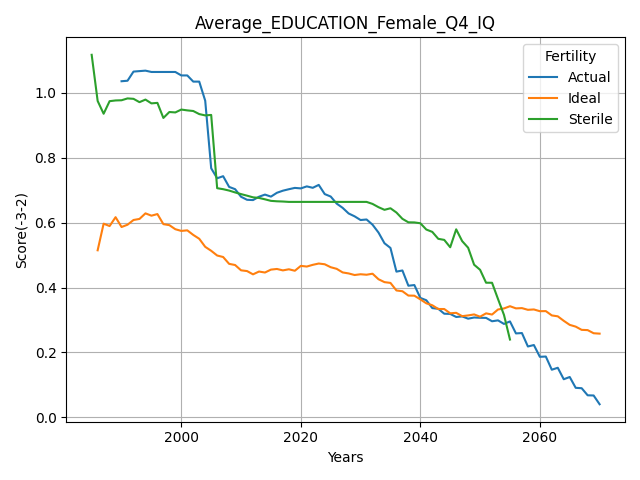 Average_EDUCATION_Female_Q4_IQ
Fertility
Actual
Ideal
Sterile
Score(-3-2)
1.0
0.8
0.6
0.4
0.2
0.0
2000
2020
2040
2060
Years